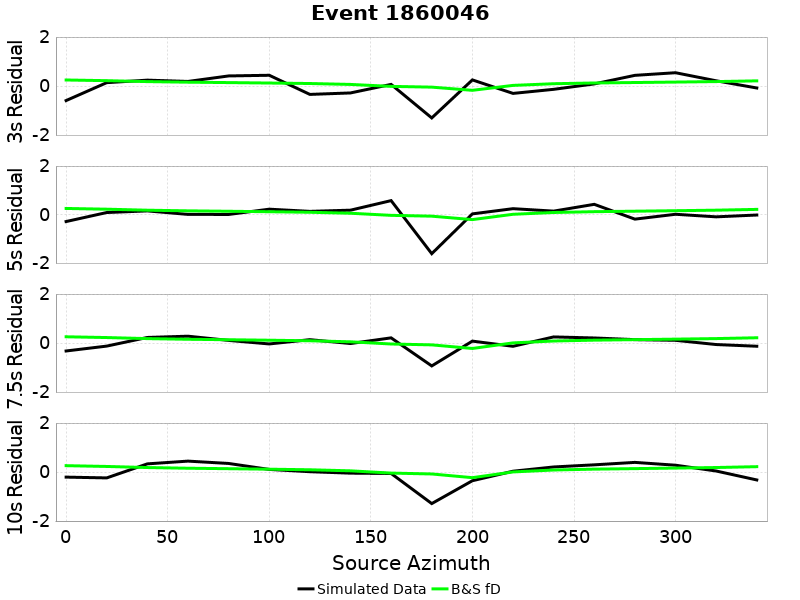 Event 1860046
3s Residual
2
0
-2
5s Residual
2
0
-2
7.5s Residual
2
0
-2
10s Residual
2
0
-2
0 50 100 150 200 250 300
Source Azimuth
Simulated Data B&S fD